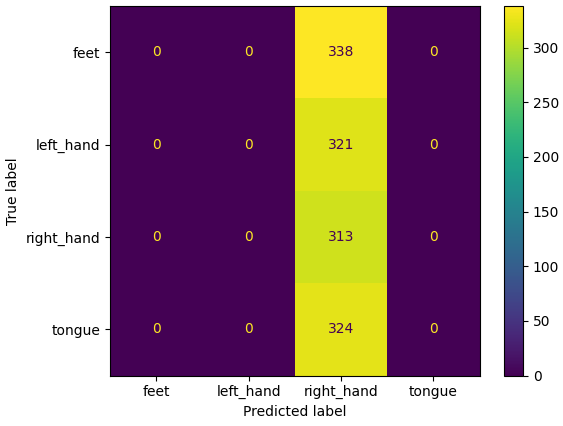 feet 0 0 338 0
left_hand 0 0 321 0
right_hand 0 0 313 0
tongue 0 0 324 0
feet left_hand right_hand tongue
Predicted label
True label
300
250
200
150
100
50
0